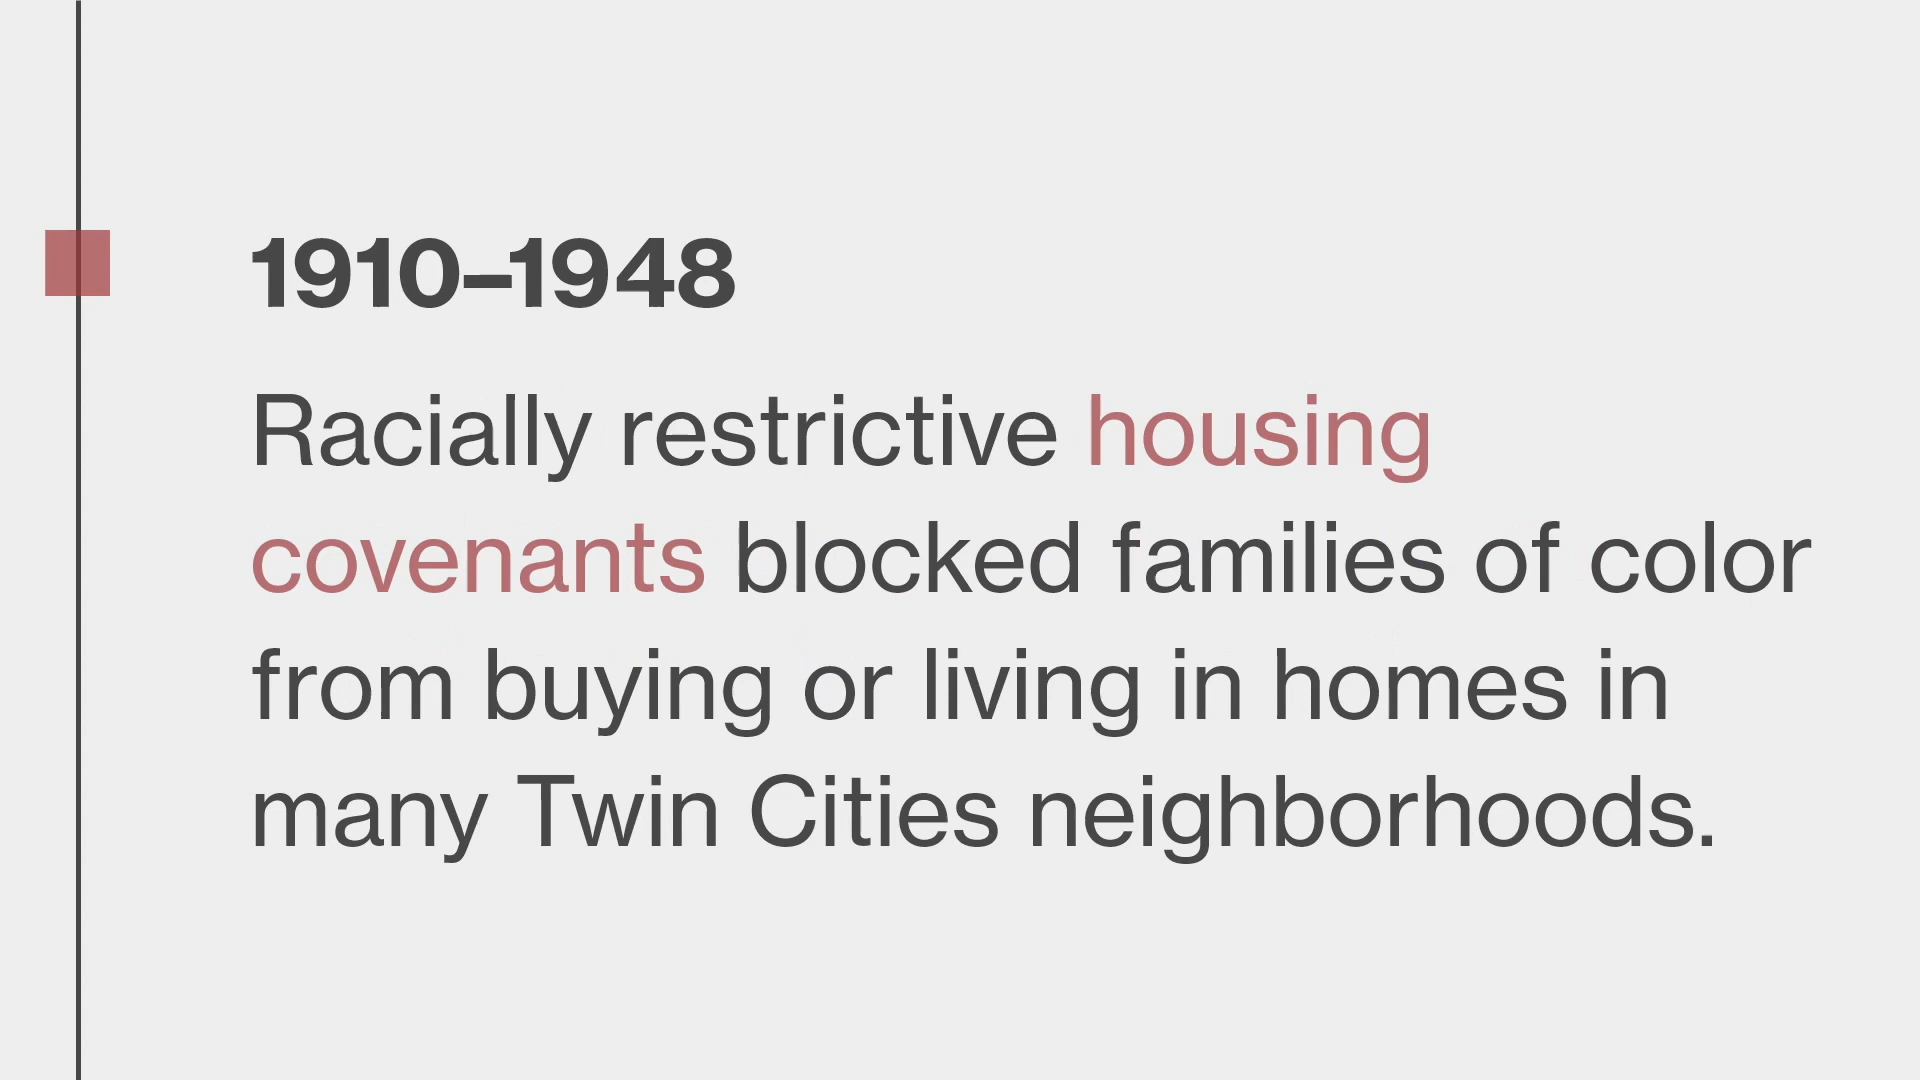 1910–1948
Racially restrictive housing
covenants blocked families of color
from buying or living in homes in
many Twin Cities neighborhoods.